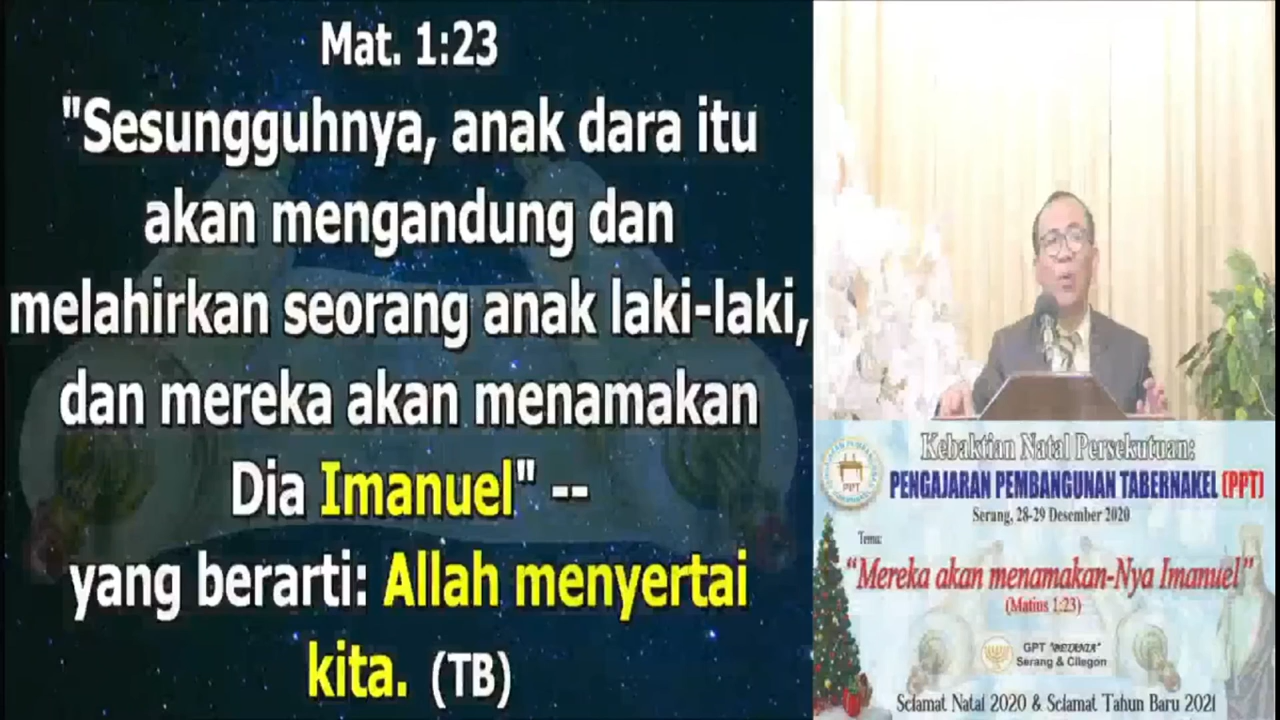 Mat. 1:23
"Sesungguhnya, anak dara itu
akan mengandung dan
melahirkan seorang anak laki-laki,
dan mereka akan menamakan
Dia Imanuel" --
yang berarti: Allah menyertai
kita. (TB)
Kebaktian Natal Persekutuan:
PENGAJARAN PEMBANGUNAN TABERNAKEL (PPT)
Serang, 28-29 Desember 2020
PPT
Tema:
"Mereka akan menamakan-Nya Imanuel"
(Matius 1:23)
GPT
Serang & Cilegon
Selamat Natal 2020 & Selamat Tahun Baru 2021